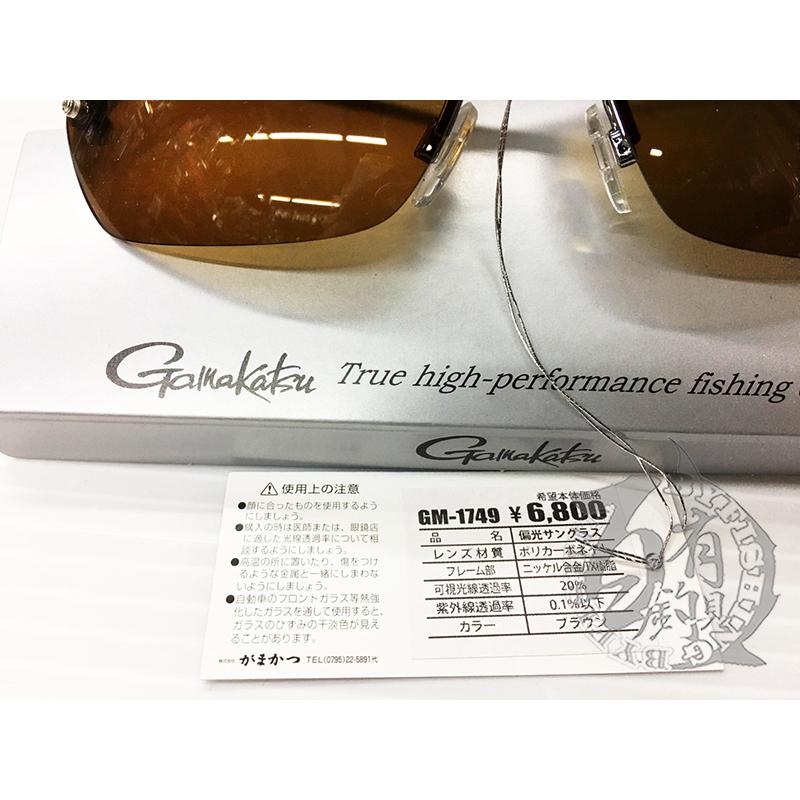 Gamakatsu True high-performance fishing
Gamakatsu
使用上の注意
●顔に合ったものを使用するよう
にしましょう。
●購入の時は医師または、眼鏡店
に適した光線透過率について相
談するようにしましょう。
●高温の所に置いたり、傷をつけ
るような金属と一緒にしまわな
いようにしましょう。
●自動車のフロントガラス等熱強
化したガラスを通して使用すると、
ガラスのひずみの干淡色が見え
ることがあります。
株式会社 がまかつ TEL(0795)22-5891代
希望本体価格
GM-1749 ¥6,800
品 名 偏光サングラス
レンズ材質 ポリカーボネ
フレーム部 ニッケル合金/TX樹脂
可視光線透過率 20%
紫外線透過率 0.1%以下
カラー ブラウン
有
釣具